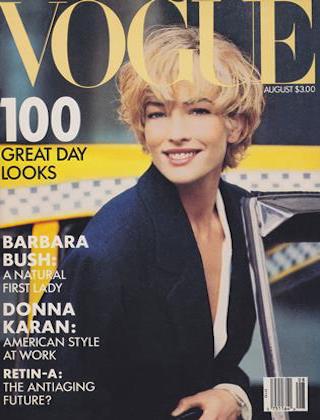 VOGUE
AUGUST $3.00
100
GREAT DAY
LOOKS
BARBARA
BUSH:
A NATURAL
FIRST LADY
DONNA
KARAN:
AMERICAN STYLE
AT WORK
RETIN-A:
THE ANTIAGING
FUTURE?
08